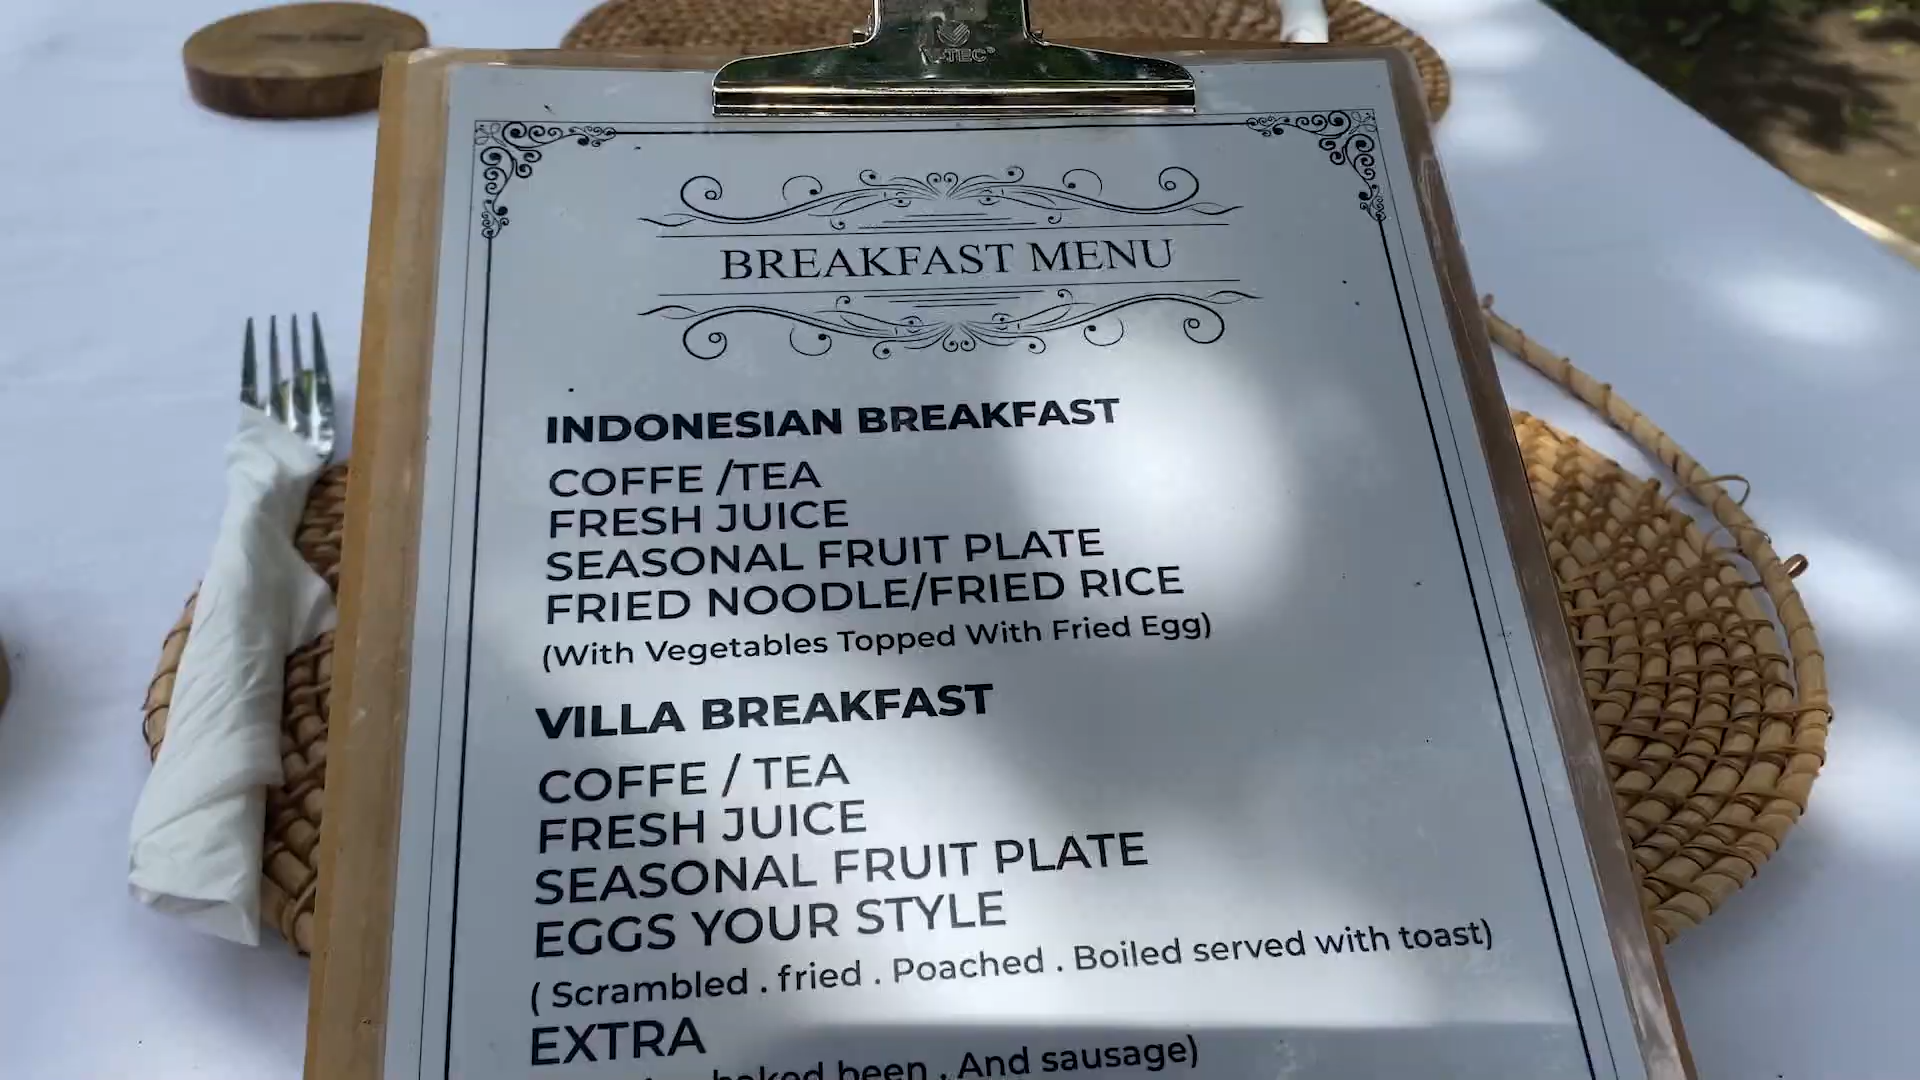 V-TEC
BREAKFAST MENU
INDONESIAN BREAKFAST
COFFE /TEA
FRESH JUICE
SEASONAL FRUIT PLATE
FRIED NOODLE/FRIED RICE
(With Vegetables Topped With Fried Egg)
VILLA BREAKFAST
COFFE / TEA
FRESH JUICE
SEASONAL FRUIT PLATE
EGGS YOUR STYLE
( Scrambled . fried . Poached . Boiled served with toast)
EXTRA
baked been . And sausage)